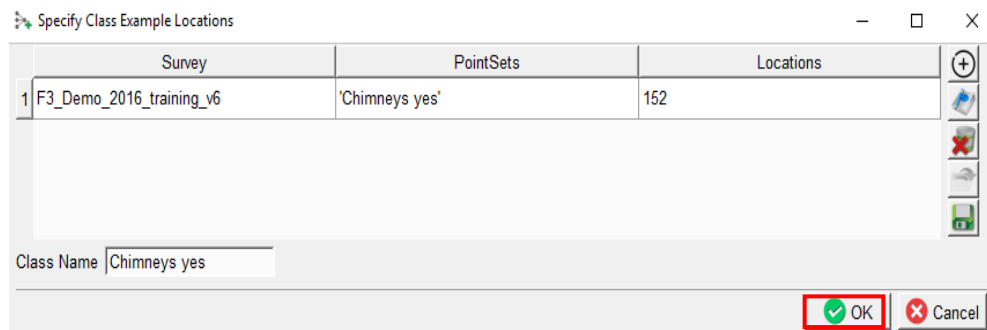 Specify Class Example Locations
Survey PointSets Locations
1 F3_Demo_2016_training_v6 'Chimneys yes' 152
Class Name Chimneys yes
OK Cancel